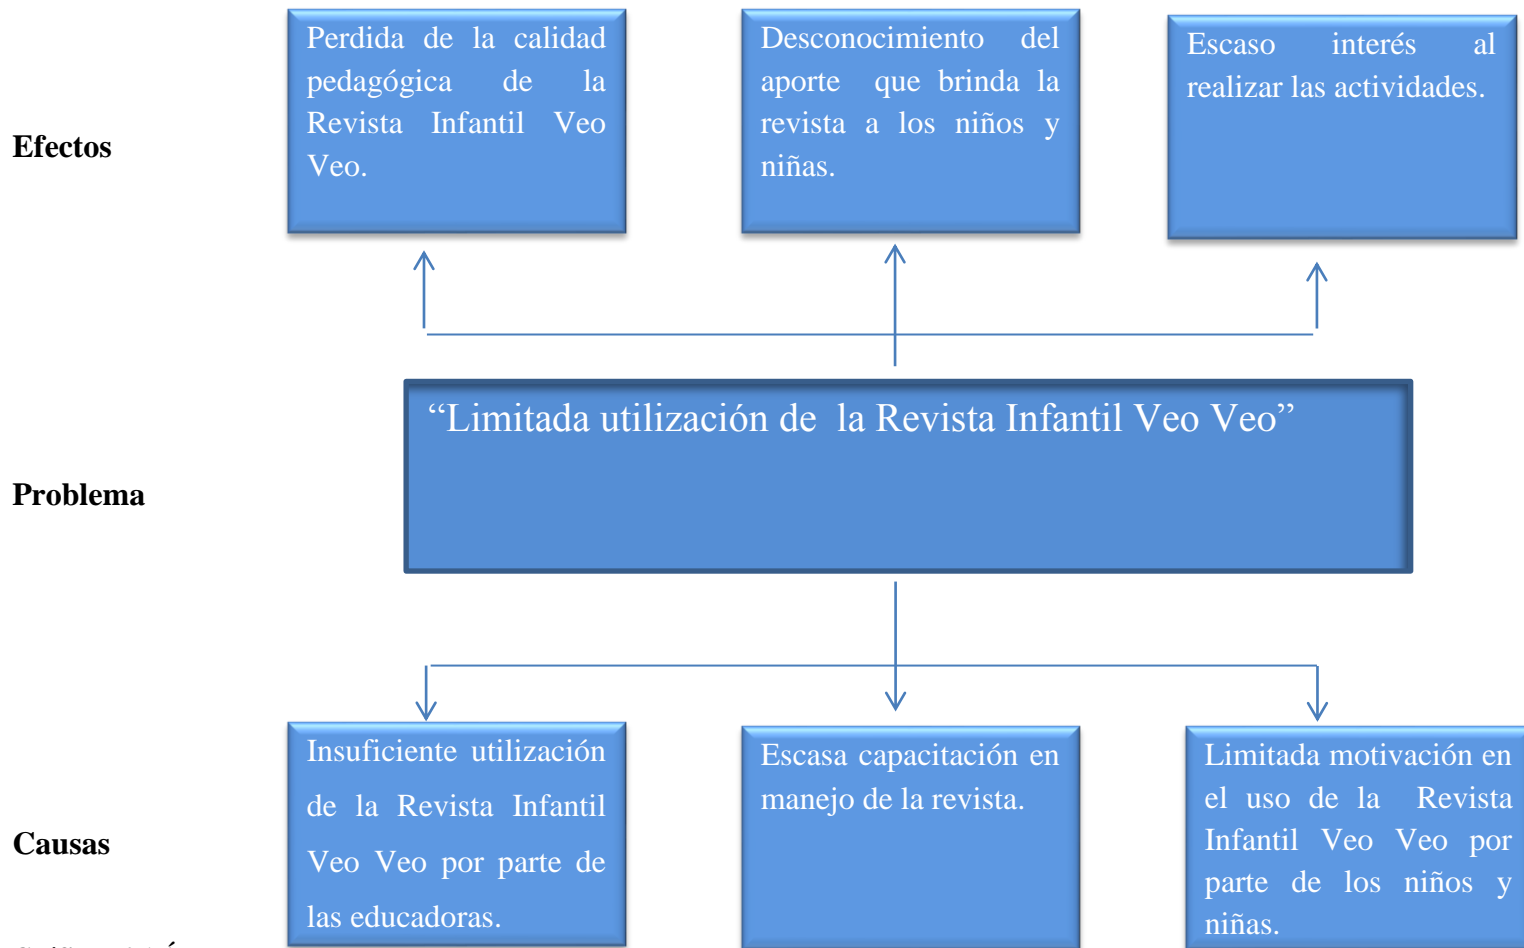 Perdida de la calidad
pedagógica de la
Revista Infantil Veo
Veo.
Desconocimiento del
aporte que brinda la
revista a los niños y
niñas.
Escaso interés al
realizar las actividades.
Efectos
“Limitada utilización de la Revista Infantil Veo Veo”
Problema
Insuficiente utilización
de la Revista Infantil
Veo Veo por parte de
las educadoras.
Escasa capacitación en
manejo de la revista.
Limitada motivación en
el uso de la Revista
Infantil Veo Veo por
parte de los niños y
niñas.
Causas